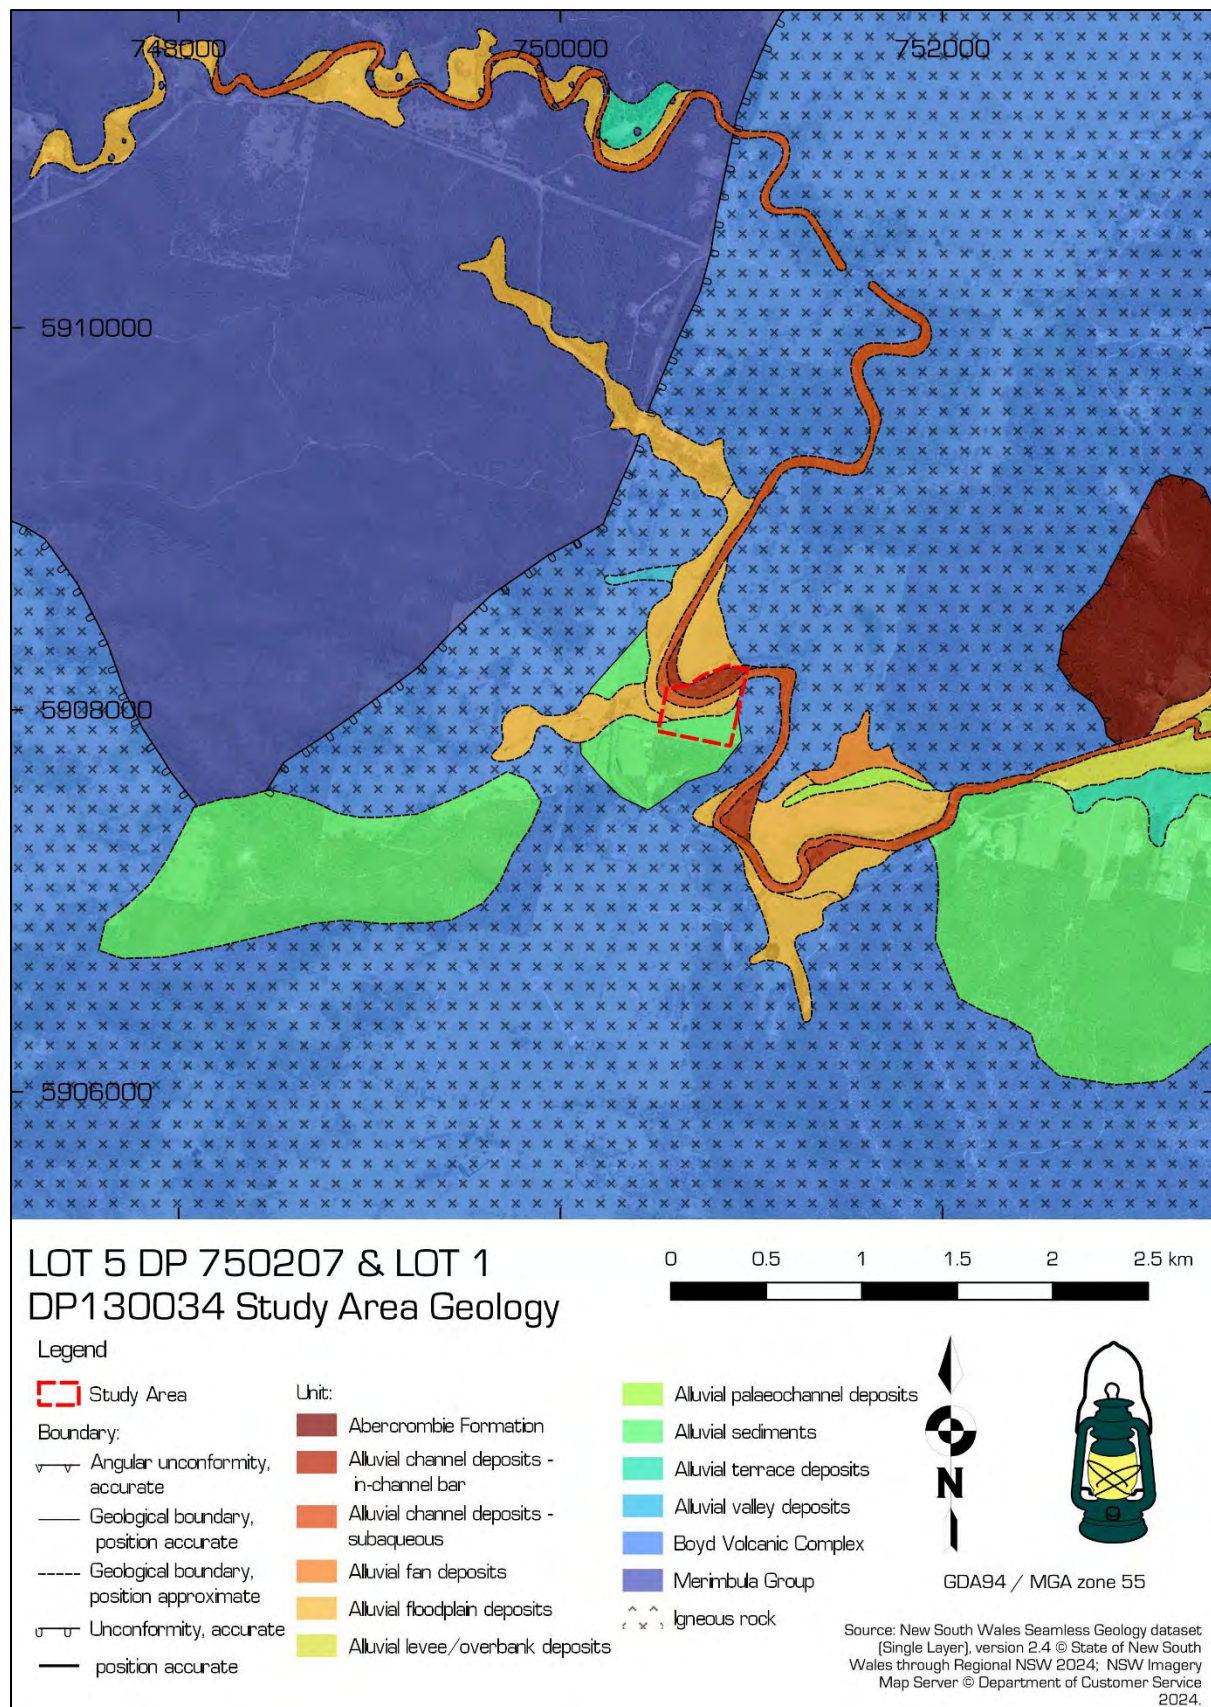 748000 750000 752000
5910000
5908000
5906000
LOT 5 DP 750207 & LOT 1
DP130034 Study Area Geology
0 0.5 1 1.5 2 2.5 km
Legend
Study Area
Boundary:
Angular unconformity,
accurate
Geological boundary,
position accurate
Geological boundary,
position approximate
Unconformity, accurate
position accurate
Unit:
Abercrombie Formation
Alluvial channel deposits -
in-channel bar
Alluvial channel deposits -
subaqueous
Alluvial fan deposits
Alluvial floodplain deposits
Alluvial levee/overbank deposits
Alluvial palaeochannel deposits
Alluvial sediments
Alluvial terrace deposits
Alluvial valley deposits
Boyd Volcanic Complex
Merimbula Group
Igneous rock
N
GDA94 / MGA zone 55
Source: New South Wales Seamless Geology dataset
(Single Layer), version 2.4 © State of New South
Wales through Regional NSW 2024; NSW Imagery
Map Server © Department of Customer Service
2024.